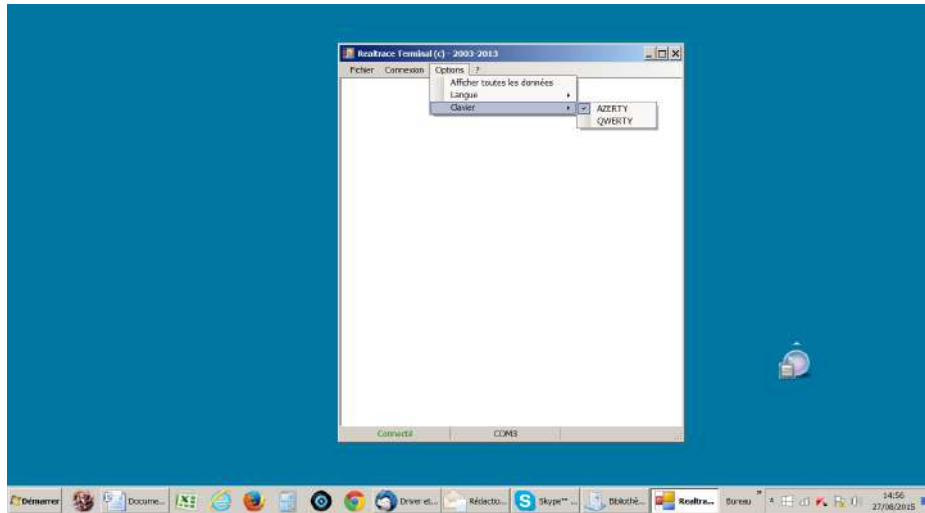 Realtrace Terminal (c) - 2003-2013
Fichier Connexion Options ?
Afficher toutes les données
Langue
Clavier
AZERTY
QWERTY
Connecté COM3
Démarrer Docume... Driver et... Rédactio... Skype™ ... Bibliothè... Realtra... Bureau
14:56
27/08/2015